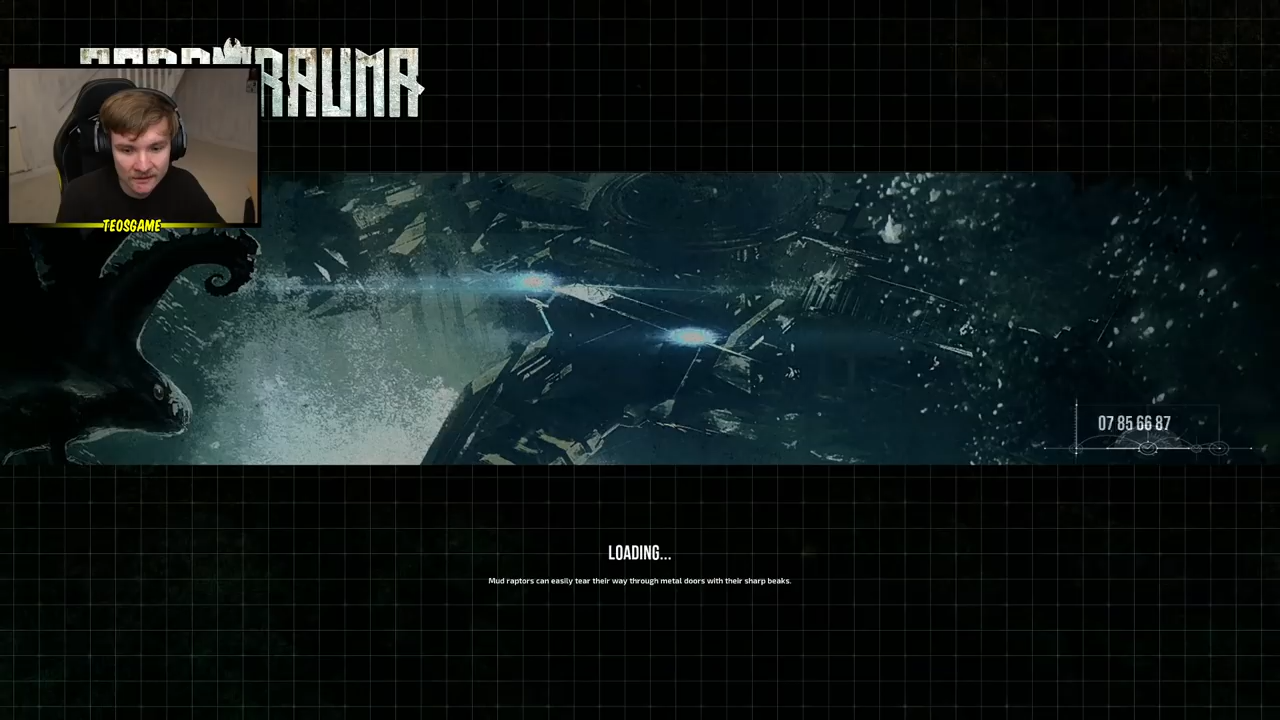 TEOSGAME
07 85 66 87
LOADING...
Mud raptors can easily tear their way through metal doors with their sharp beaks.